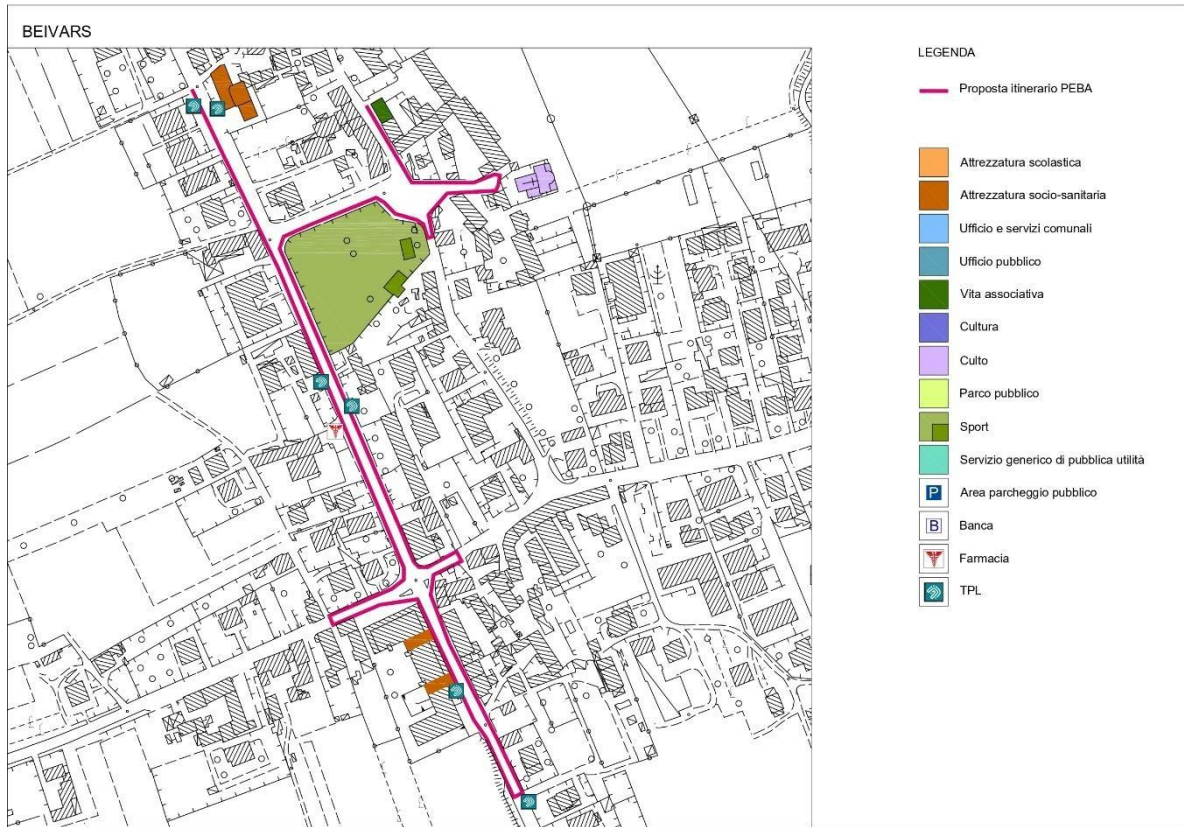 BEIVARS
LEGENDA
Proposta itinerario PEBA
Attrezzatura scolastica
Attrezzatura socio-sanitaria
Ufficio e servizi comunali
Ufficio pubblico
Vita associativa
Cultura
Culto
Parco pubblico
Sport
Servizio generico di pubblica utilità
P Area parcheggio pubblico
B Banca
Farmacia
TPL